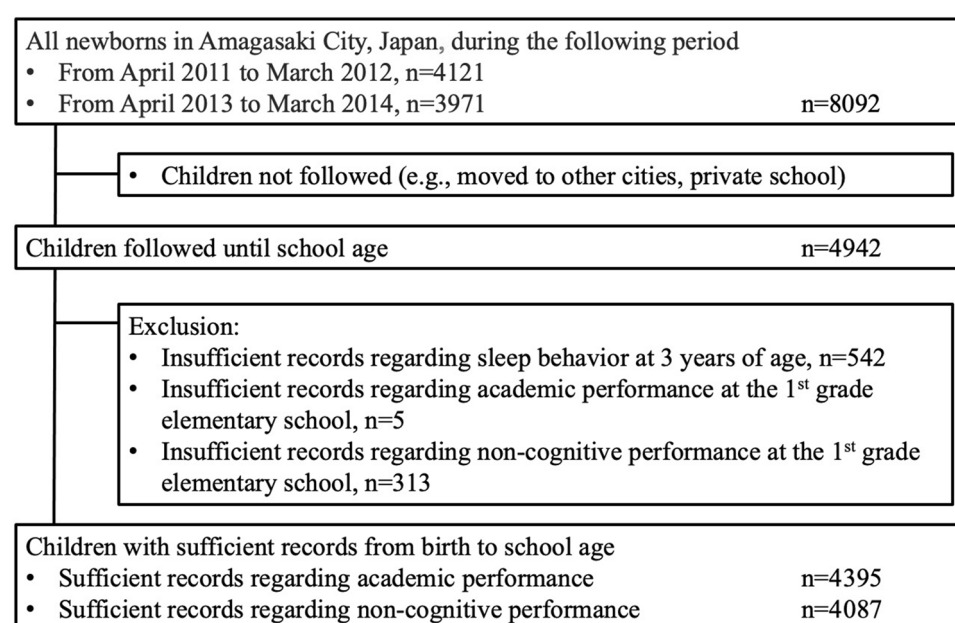 All newborns in Amagasaki City, Japan, during the following period
• From April 2011 to March 2012, n=4121
• From April 2013 to March 2014, n=3971 n=8092
• Children not followed (e.g., moved to other cities, private school)
Children followed until school age n=4942
Exclusion:
• Insufficient records regarding sleep behavior at 3 years of age, n=542
• Insufficient records regarding academic performance at the 1st grade
elementary school, n=5
• Insufficient records regarding non-cognitive performance at the 1st grade
elementary school, n=313
Children with sufficient records from birth to school age
• Sufficient records regarding academic performance n=4395
• Sufficient records regarding non-cognitive performance n=4087